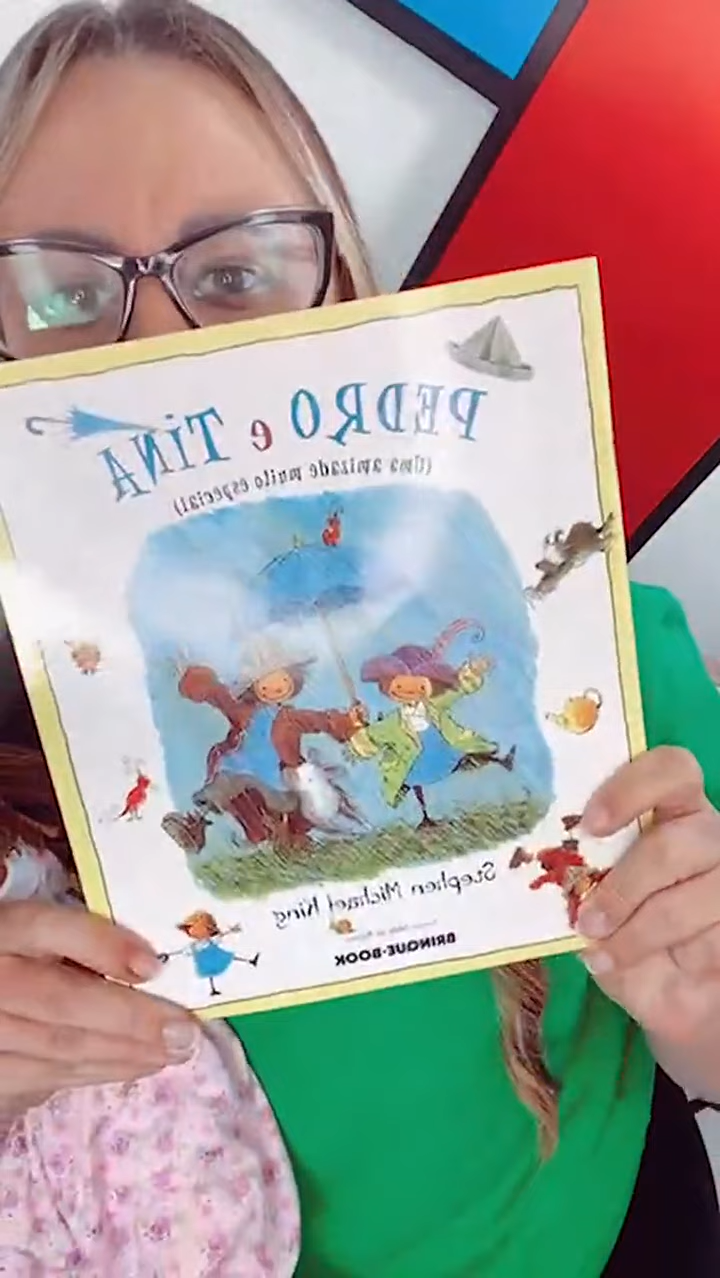 PEDRO e TINA
(Uma amizade muito especial)
Stephen Michael King
BRINQUE-BOOK